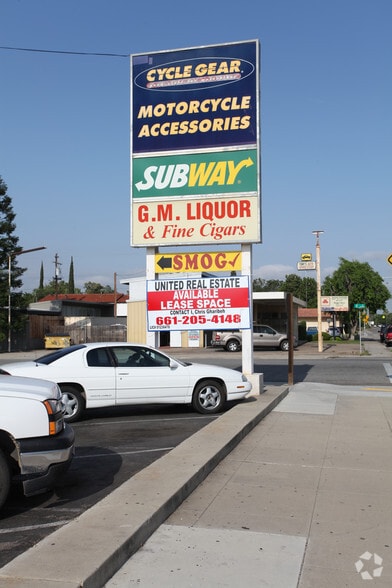 CYCLE GEAR
MOTORCYCLE
ACCESSORIES
SUBWAY
G.M. LIQUOR
& Fine Cigars
SMOG
UNITED REAL ESTATE
AVAILABLE
LEASE SPACE
661-205-4148